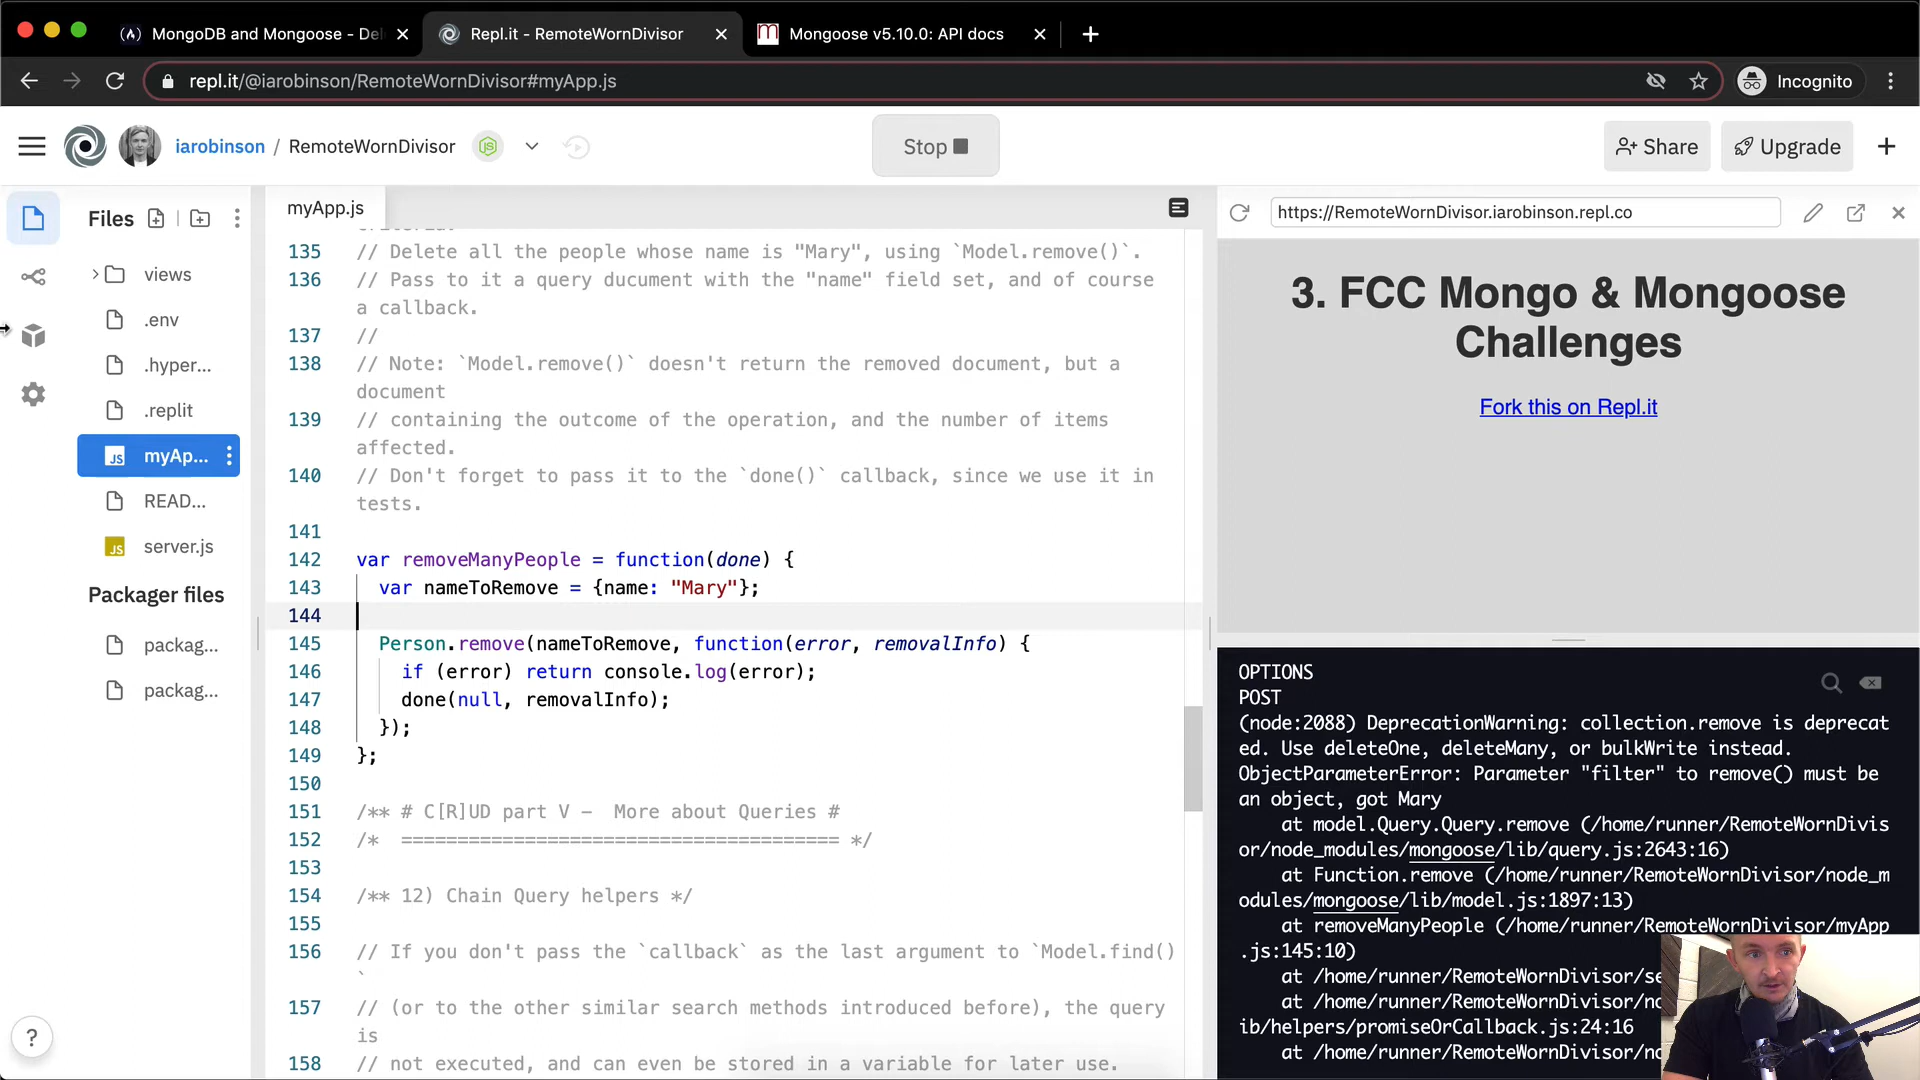 MongoDB and Mongoose - Del
Repl.it - RemoteWornDivisor
Mongoose v5.10.0: API docs
repl.it/@iarobinson/RemoteWornDivisor#myApp.js
Incognito
iarobinson / RemoteWornDivisor
Stop
Share
Upgrade
Files
views
.env
.hyper...
.replit
myAp...
READ...
server.js
Packager files
packag...
packag...
myApp.js
135 // Delete all the people whose name is "Mary", using `Model.remove()`.
136 // Pass to it a query ducument with the "name" field set, and of course
a callback.
137 //
138 // Note: `Model.remove()` doesn't return the removed document, but a
document
139 // containing the outcome of the operation, and the number of items
affected.
140 // Don't forget to pass it to the `done()` callback, since we use it in
tests.
141
142 var removeManyPeople = function(done) {
143 var nameToRemove = {name: "Mary"};
144
145 Person.remove(nameToRemove, function(error, removalInfo) {
146 if (error) return console.log(error);
147 done(null, removalInfo);
148 });
149 };
150
151 /** # C[R]UD part V -  More about Queries #
152 /*  ======================================= */
153
154 /** 12) Chain Query helpers */
155
156 // If you don't pass the `callback` as the last argument to `Model.find()
`
157 // (or to the other similar search methods introduced before), the query
is
158 // not executed, and can even be stored in a variable for later use.
https://RemoteWornDivisor.iarobinson.repl.co
3. FCC Mongo & Mongoose
Challenges
Fork this on Repl.it
OPTIONS
POST
(node:2088) DeprecationWarning: collection.remove is deprecat
ed. Use deleteOne, deleteMany, or bulkWrite instead.
ObjectParameterError: Parameter "filter" to remove() must be
an object, got Mary
at model.Query.Query.remove (/home/runner/RemoteWornDivis
or/node_modules/mongoose/lib/query.js:2643:16)
at Function.remove (/home/runner/RemoteWornDivisor/node_m
odules/mongoose/lib/model.js:1897:13)
at removeManyPeople (/home/runner/RemoteWornDivisor/myApp
.js:145:10)
at /home/runner/RemoteWornDivisor/se
at /home/runner/RemoteWornDivisor/no
ib/helpers/promiseOrCallback.js:24:16
at /home/runner/RemoteWornDivisor/no